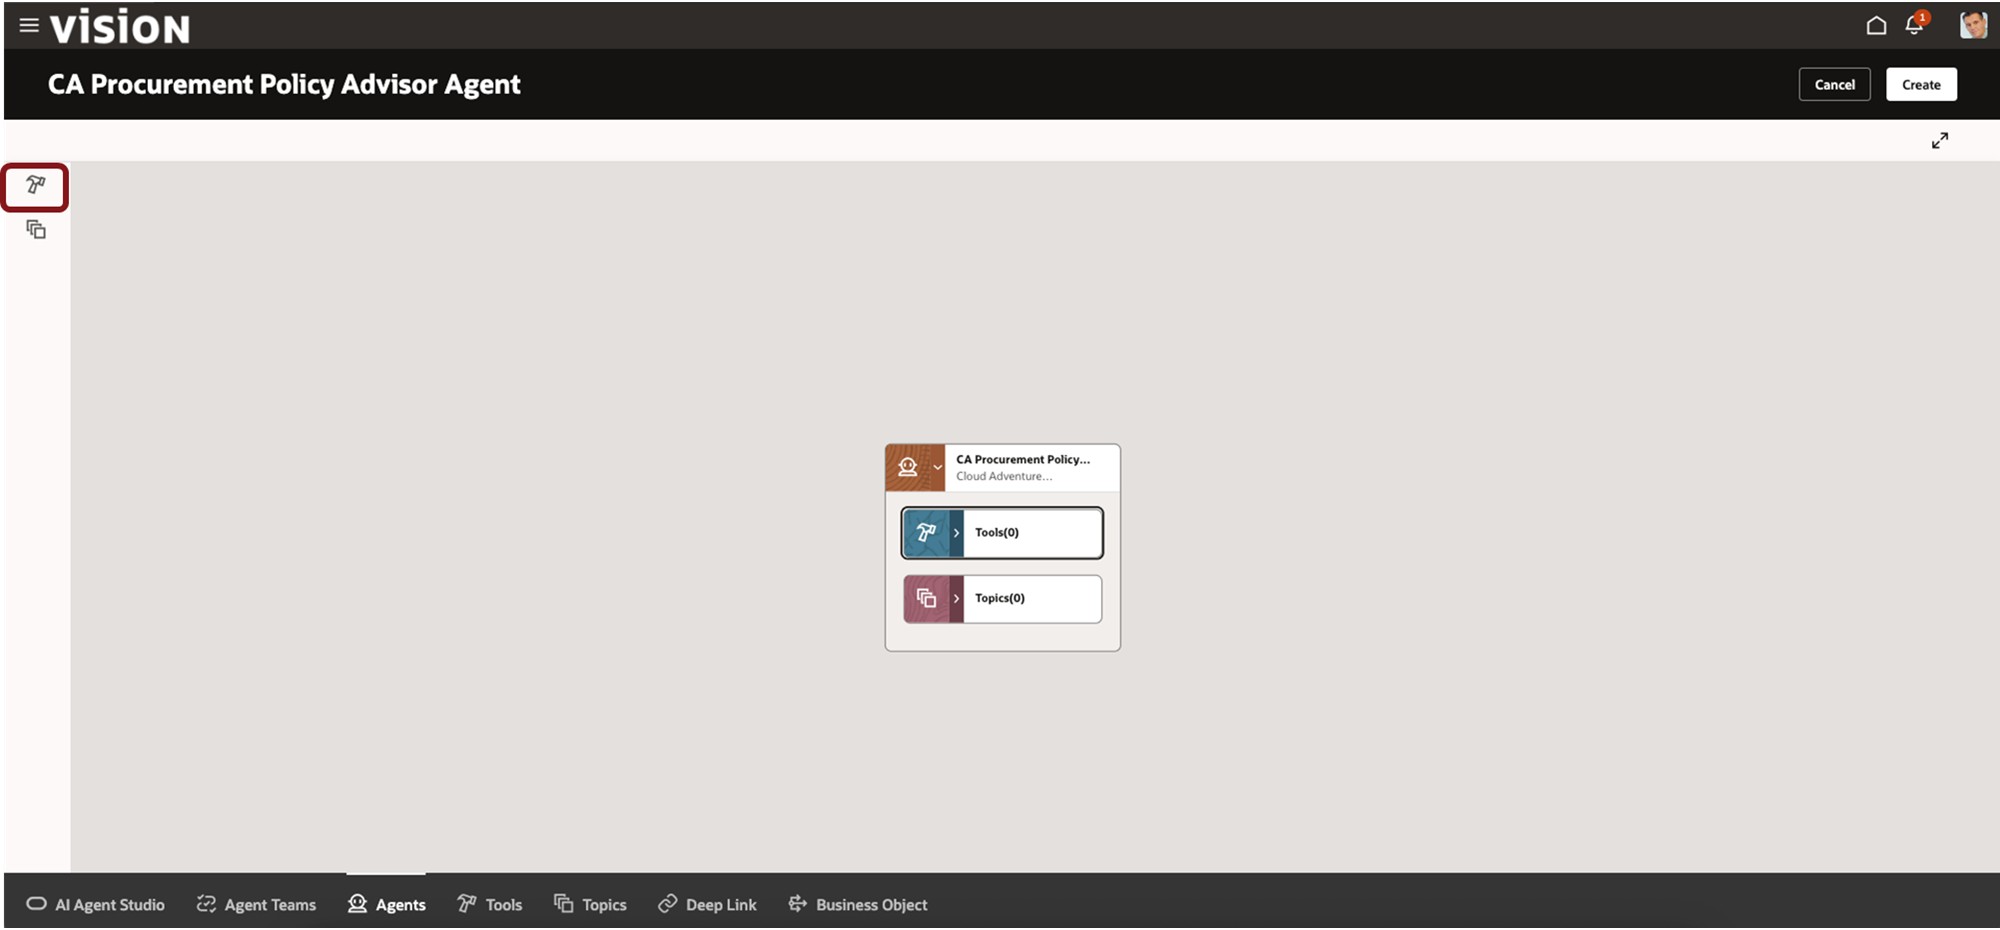 vision
1
CA Procurement Policy Advisor Agent
Cancel
Create
CA Procurement Policy...
Cloud Adventure...
Tools(0)
Topics(0)
AI Agent Studio
Agent Teams
Agents
Tools
Topics
Deep Link
Business Object